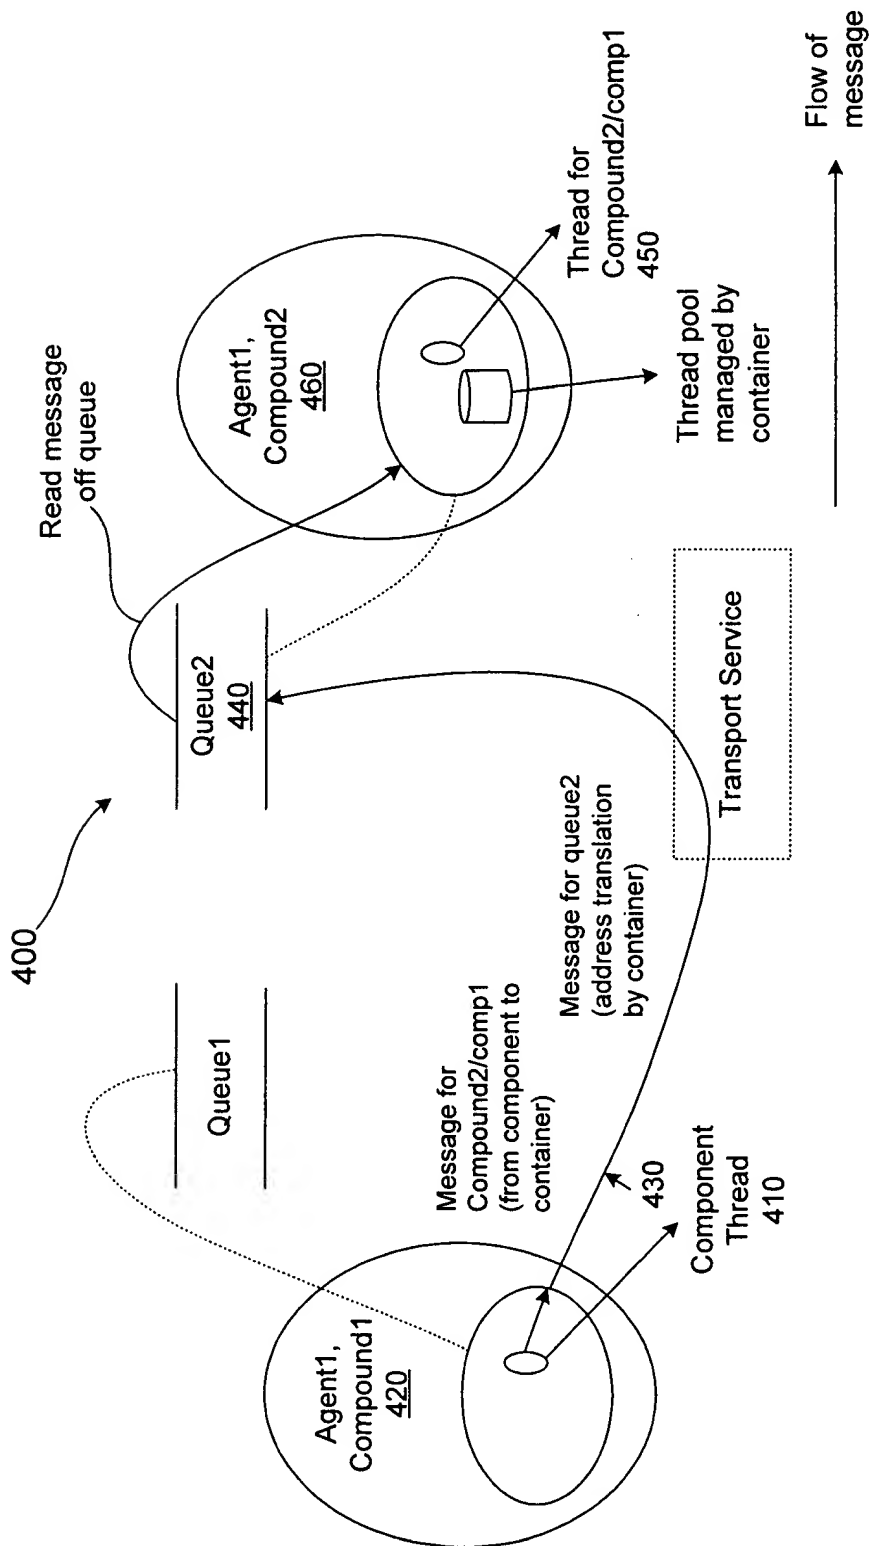 400
Read message
off queue
Queue1
Queue2
440
Agent1,
Compound1
420
Agent1,
Compound2
460
Message for
Compound2/comp1
(from component to
container)
Message for queue2
(address translation
by container)
430
Component
Thread
410
Transport Service
Thread for
Compound2/comp1
450
Thread pool
managed by
container
Flow of
message